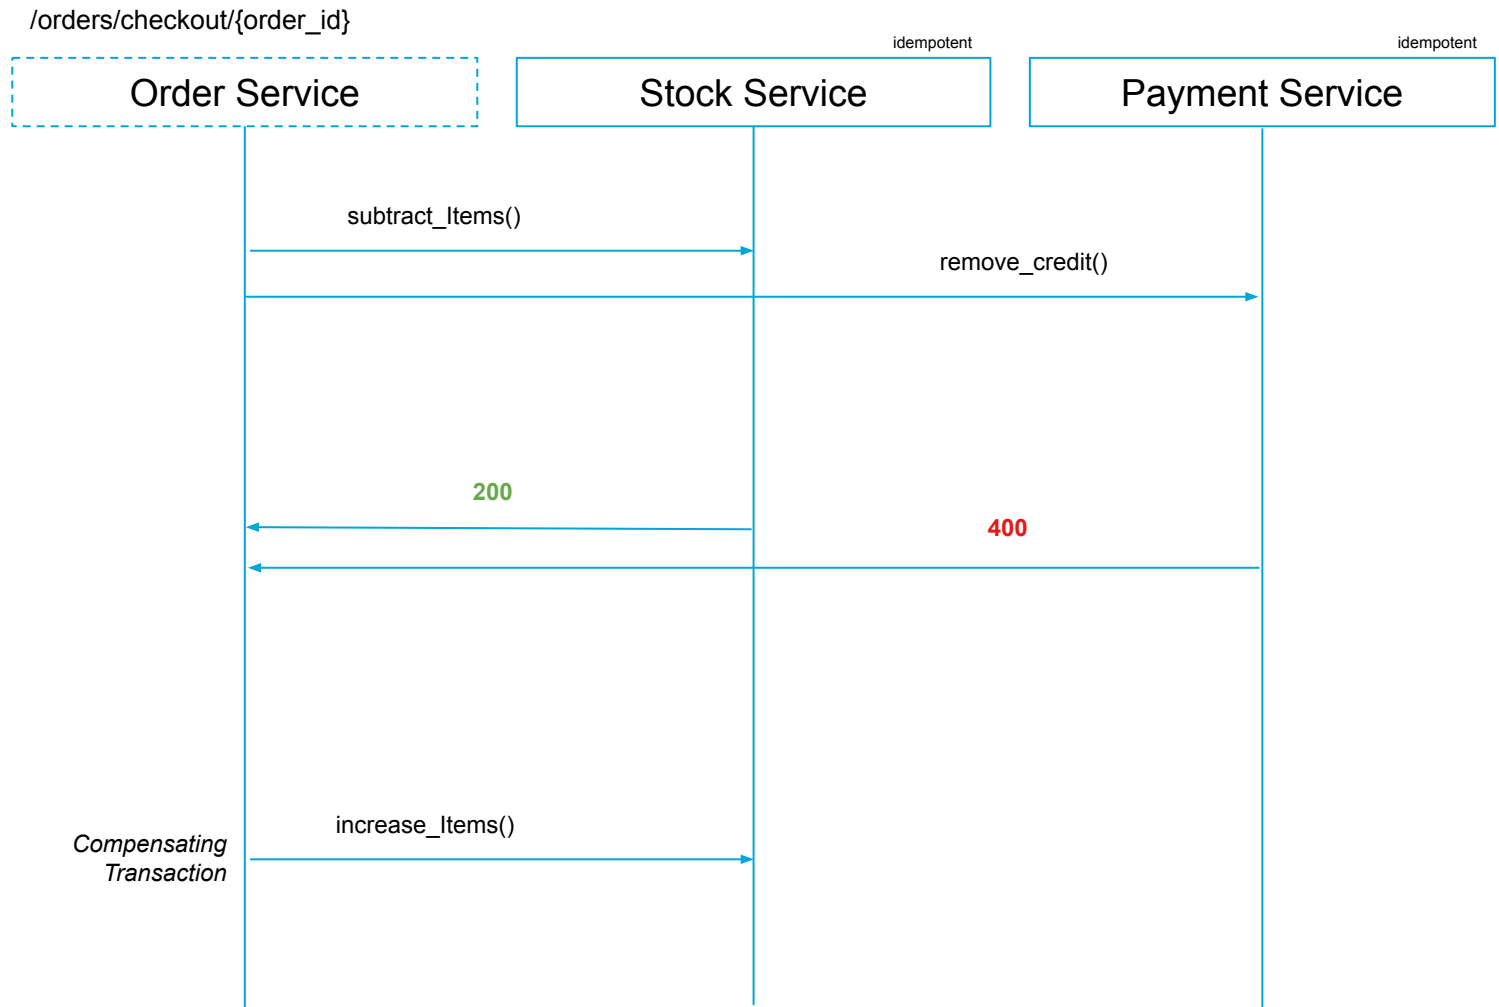 /orders/checkout/{order_id}
idempotent
idempotent
Order Service
Stock Service
Payment Service
subtract_Items()
remove_credit()
200
400
increase_Items()
Compensating
Transaction